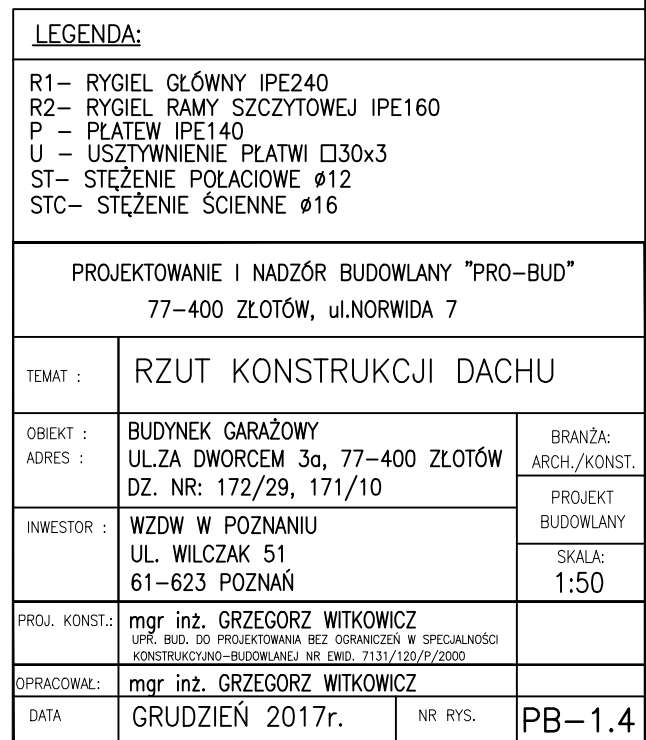 LEGENDA:
R1– RYGIEL GŁÓWNY IPE240
R2– RYGIEL RAMY SZCZYTOWEJ IPE160
P – PŁATEW IPE140
U – USZTYWNIENIE PŁATWI □30x3
ST– STĘŻENIE POŁACIOWE ø12
STC– STĘŻENIE ŚCIENNE ø16
PROJEKTOWANIE I NADZÓR BUDOWLANY "PRO–BUD"
77–400 ZŁOTÓW, ul.NORWIDA 7
TEMAT : RZUT KONSTRUKCJI DACHU
OBIEKT : BUDYNEK GARAŻOWY
ADRES : UL.ZA DWORCEM 3a, 77–400 ZŁOTÓW
DZ. NR: 172/29, 171/10
BRANŻA:
ARCH./KONST.
PROJEKT
BUDOWLANY
INWESTOR : WZDW W POZNANIU
UL. WILCZAK 51
61–623 POZNAŃ
SKALA:
1:50
PROJ. KONST.: mgr inż. GRZEGORZ WITKOWICZ
UPR. BUD. DO PROJEKTOWANIA BEZ OGRANICZEŃ W SPECJALNOŚCI
KONSTRUKCYJNO–BUDOWLANEJ NR EWID. 7131/120/P/2000
OPRACOWAŁ: mgr inż. GRZEGORZ WITKOWICZ
DATA GRUDZIEŃ 2017r. NR RYS. PB–1.4